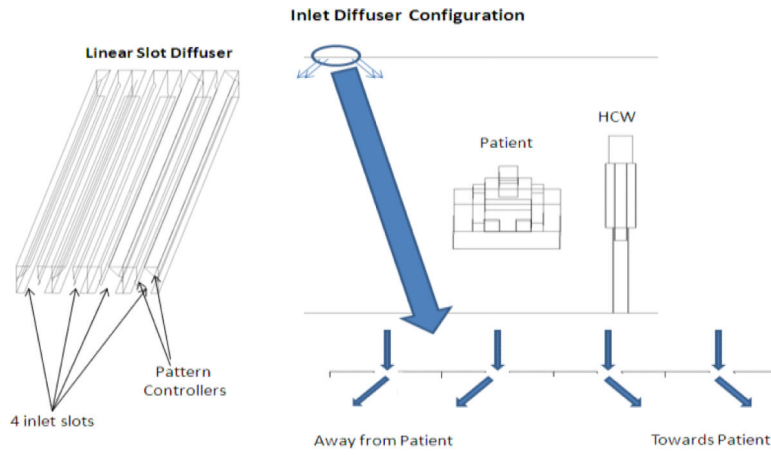 Inlet Diffuser Configuration
Linear Slot Diffuser
HCW
Patient
Pattern
Controllers
4 inlet slots
Away from Patient
Towards Patient